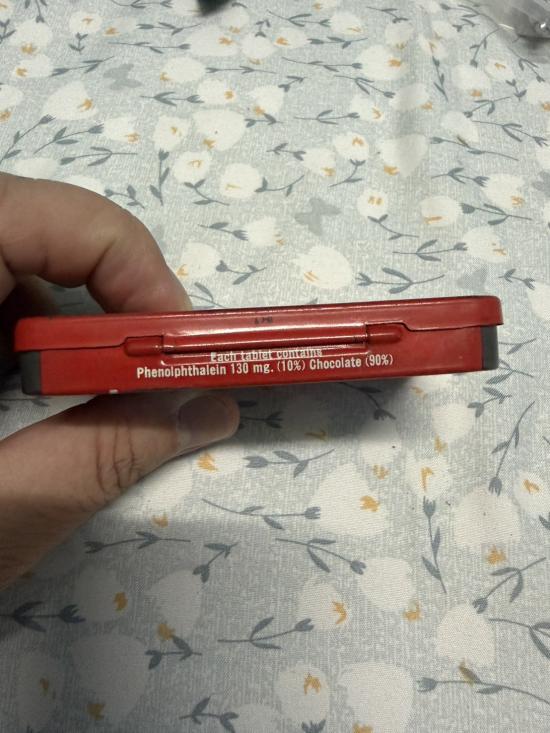 Each tablet contains
Phenolphthalein 130 mg. (10%) Chocolate (90%)